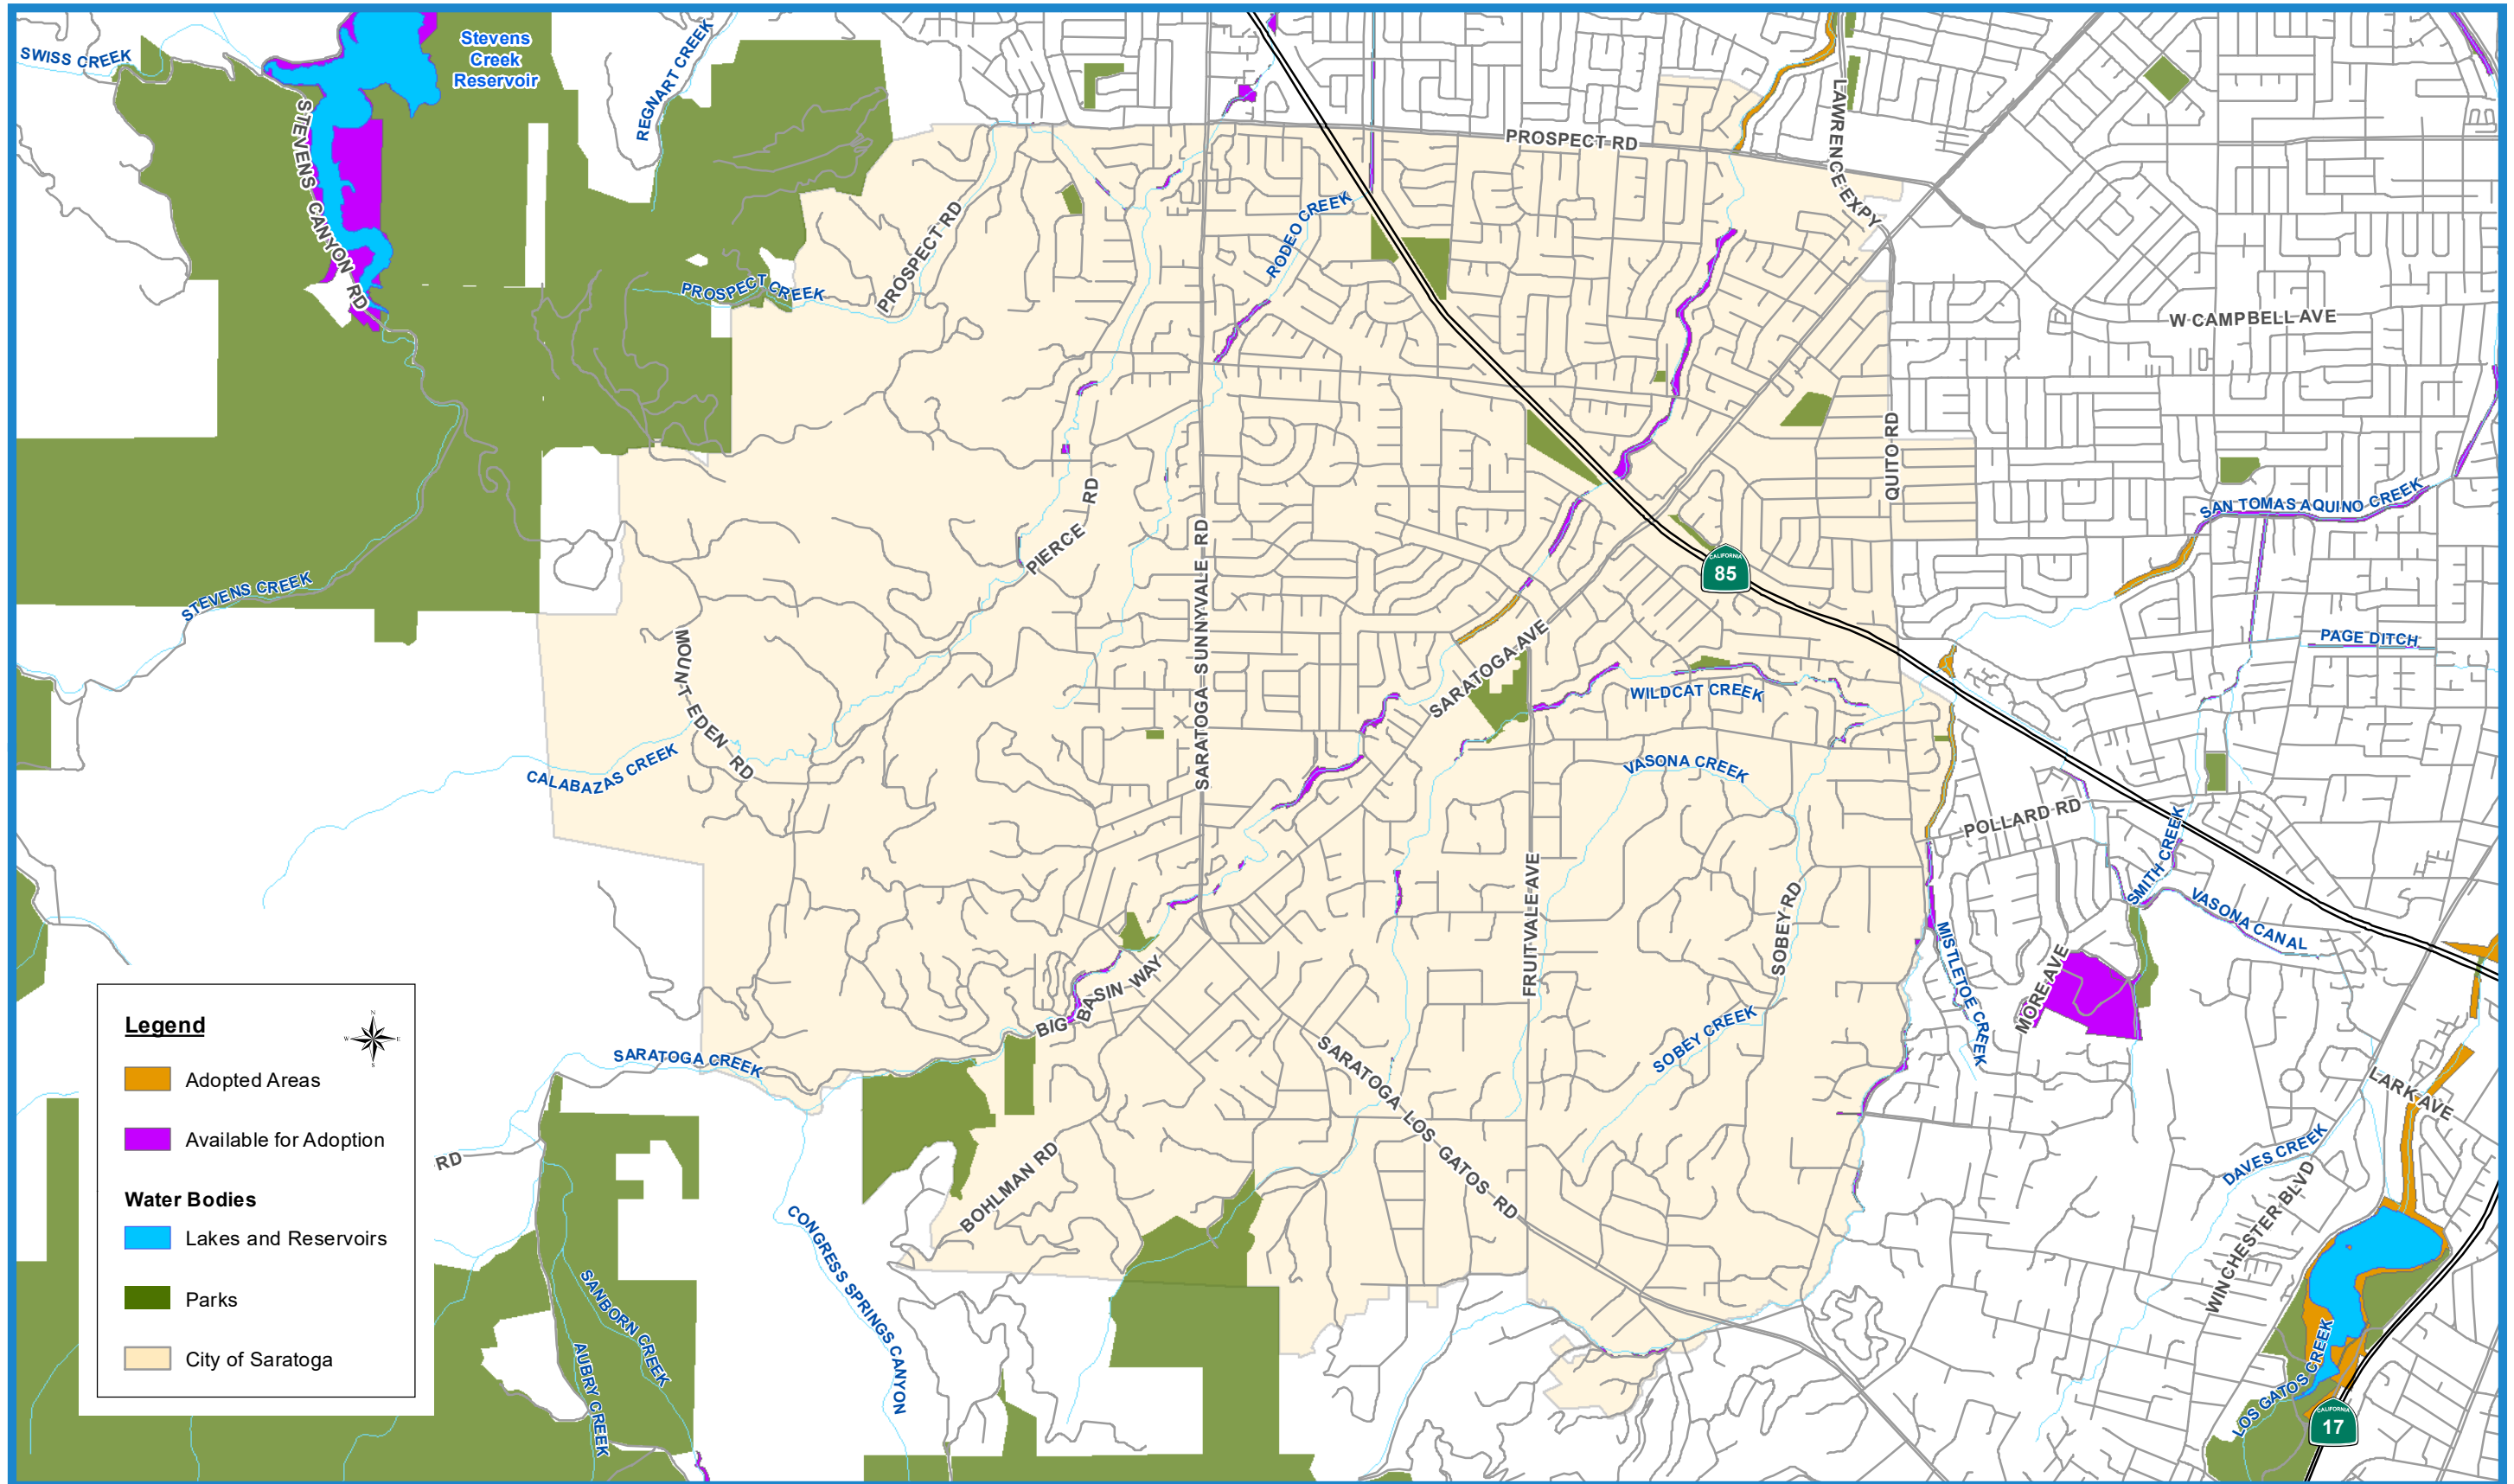 SWISS CREEK
Stevens
Creek
Reservoir
REGNART CREEK
STEVENS CANYON RD
PROSPECT RD
LAWRENCE EXPY
PROSPECT RD
RODEO CREEK
PROSPECT CREEK
W CAMPBELL AVE
QUITO RD
PIERCE RD
SARATOGA-SUNNYVALE RD
SAN TOMAS AQUINO CREEK
CALIFORNIA
85
STEVENS CREEK
PAGE DITCH
MOUNT EDEN RD
SARATOGA AVE
WILDCAT CREEK
CALABAZAS CREEK
VASONA CREEK
POLLARD RD
SMITH CREEK
VASONA CANAL
FRUITVALE AVE
SOBEY RD
MISTLETOE CREEK
MORE AVE
BIG BASIN WAY
SOBEY CREEK
SARATOGA CREEK
SARATOGA LOS GATOS RD
LARK AVE
DAVES CREEK
WINCHESTER BLVD
RD
BOHLMAN RD
CONGRESS SPRINGS CANYON
SANBORN CREEK
AUBRY CREEK
LOS GATOS CREEK
CALIFORNIA
17
Legend
N
W
E
S
Adopted Areas
Available for Adoption
Water Bodies
Lakes and Reservoirs
Parks
City of Saratoga